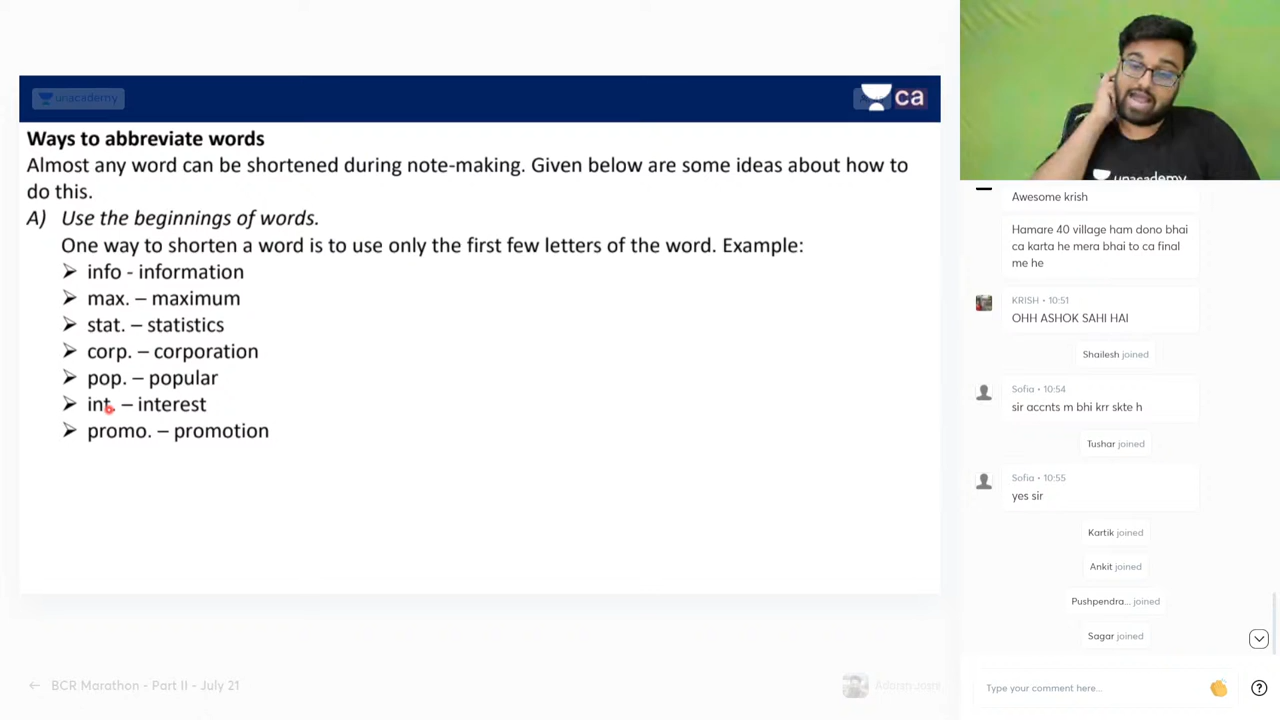 unacademy
ca
Ways to abbreviate words
Almost any word can be shortened during note-making. Given below are some ideas about how to
do this.
A) Use the beginnings of words.
One way to shorten a word is to use only the first few letters of the word. Example:
➤ info - information
➤ max. – maximum
➤ stat. – statistics
➤ corp. – corporation
➤ pop. – popular
➤ int. – interest
➤ promo. – promotion
BCR Marathon - Part II - July 21
Adarsh Joshi
unacademy
Awesome krish
Hamare 40 village ham dono bhai
ca karta he mera bhai to ca final
me he
KRISH • 10:51
OHH ASHOK SAHI HAI
Shailesh joined
Sofia • 10:54
sir accnts m bhi krr skte h
Tushar joined
Sofia • 10:55
yes sir
Kartik joined
Ankit joined
Pushpendra... joined
Sagar joined
Type your comment here...